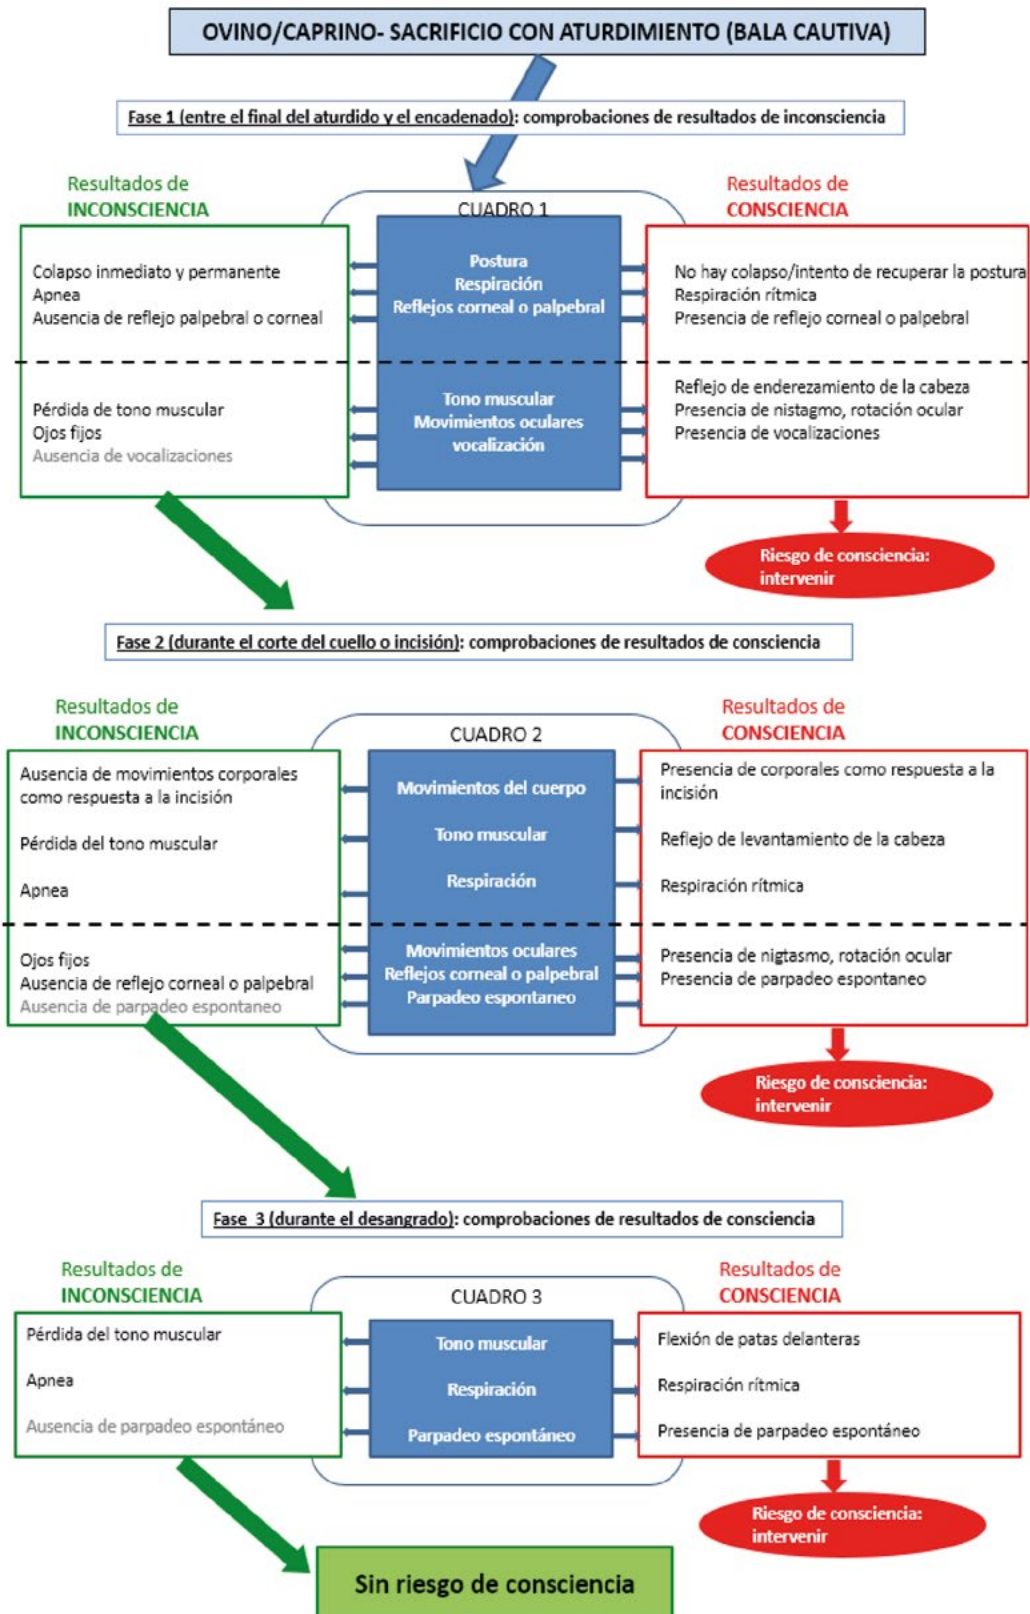 OVINO/CAPRINO- SACRIFICIO CON ATURDIMIENTO (BALA CAUTIVA)
Fase 1 (entre el final del aturdido y el encadenado): comprobaciones de resultados de inconsciencia
Resultados de
INCONSCIENCIA
Colapso inmediato y permanente
Apnea
Ausencia de reflejo palpebral o corneal
Pérdida de tono muscular
Ojos fijos
Ausencia de vocalizaciones
CUADRO 1
Postura
Respiración
Reflejos corneal o palpebral
Tono muscular
Movimientos oculares
vocalización
Resultados de
CONSCIENCIA
No hay colapso/intento de recuperar la postura
Respiración rítmica
Presencia de reflejo corneal o palpebral
Reflejo de enderezamiento de la cabeza
Presencia de nistagmo, rotación ocular
Presencia de vocalizaciones
Riesgo de consciencia:
intervenir
Fase 2 (durante el corte del cuello o incisión): comprobaciones de resultados de consciencia
Resultados de
INCONSCIENCIA
Ausencia de movimientos corporales
como respuesta a la incisión
Pérdida del tono muscular
Apnea
Ojos fijos
Ausencia de reflejo corneal o palpebral
Ausencia de parpadeo espontaneo
CUADRO 2
Movimientos del cuerpo
Tono muscular
Respiración
Movimientos oculares
Reflejos corneal o palpebral
Parpadeo espontaneo
Resultados de
CONSCIENCIA
Presencia de corporales como respuesta a la
incisión
Reflejo de levantamiento de la cabeza
Respiración rítmica
Presencia de nigtasmo, rotación ocular
Presencia de parpadeo espontaneo
Riesgo de consciencia:
intervenir
Fase 3 (durante el desangrado): comprobaciones de resultados de consciencia
Resultados de
INCONSCIENCIA
Pérdida del tono muscular
Apnea
Ausencia de parpadeo espontáneo
CUADRO 3
Tono muscular
Respiración
Parpadeo espontáneo
Resultados de
CONSCIENCIA
Flexión de patas delanteras
Respiración rítmica
Presencia de parpadeo espontáneo
Riesgo de consciencia:
intervenir
Sin riesgo de consciencia